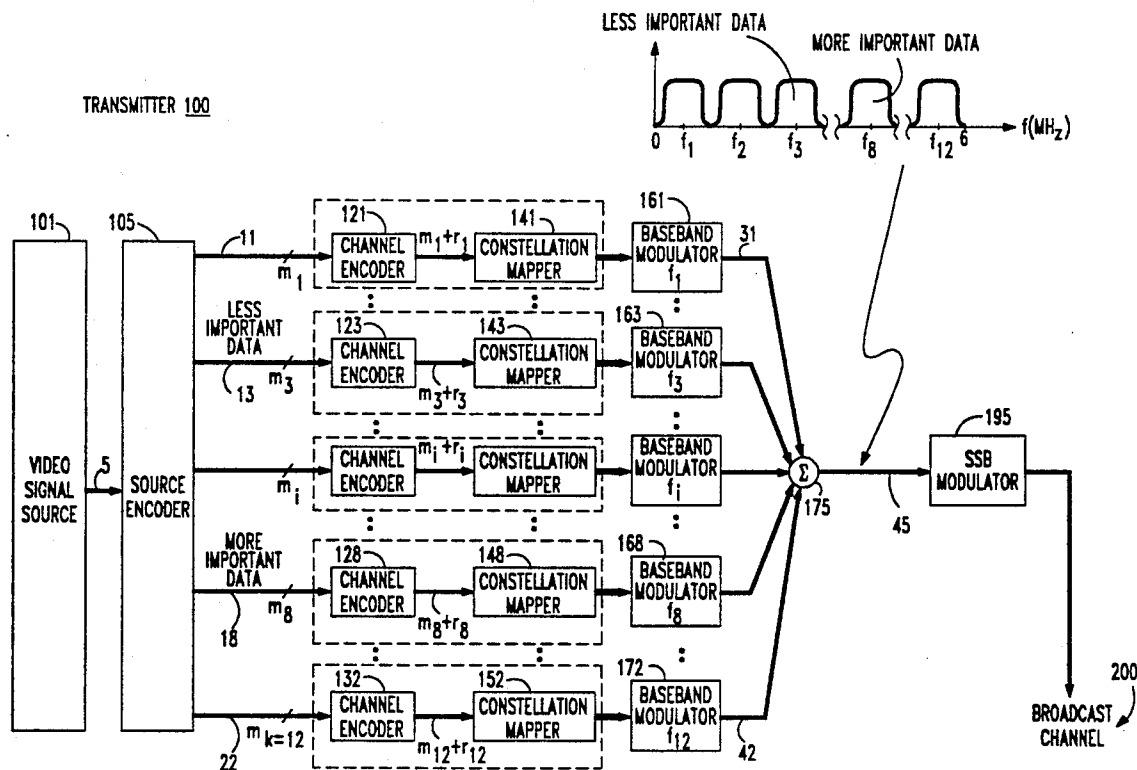 LESS IMPORTANT DATA
MORE IMPORTANT DATA
TRANSMITTER 100
0 f1 f2 f3 f8 f12 6 f(MHz)
101
105
11
m1
121
CHANNEL ENCODER
m1+r1
141
CONSTELLATION MAPPER
161
BASEBAND MODULATOR f1
31
LESS IMPORTANT DATA
13
m3
123
CHANNEL ENCODER
m3+r3
143
CONSTELLATION MAPPER
163
BASEBAND MODULATOR f3
VIDEO SIGNAL SOURCE
5
SOURCE ENCODER
mi
CHANNEL ENCODER
mi+ri
CONSTELLATION MAPPER
BASEBAND MODULATOR fi
Σ
175
45
195
SSB MODULATOR
MORE IMPORTANT DATA
18
m8
128
CHANNEL ENCODER
m8+r8
148
CONSTELLATION MAPPER
168
BASEBAND MODULATOR f8
22
mk=12
132
CHANNEL ENCODER
m12+r12
152
CONSTELLATION MAPPER
172
BASEBAND MODULATOR f12
42
BROADCAST CHANNEL
200